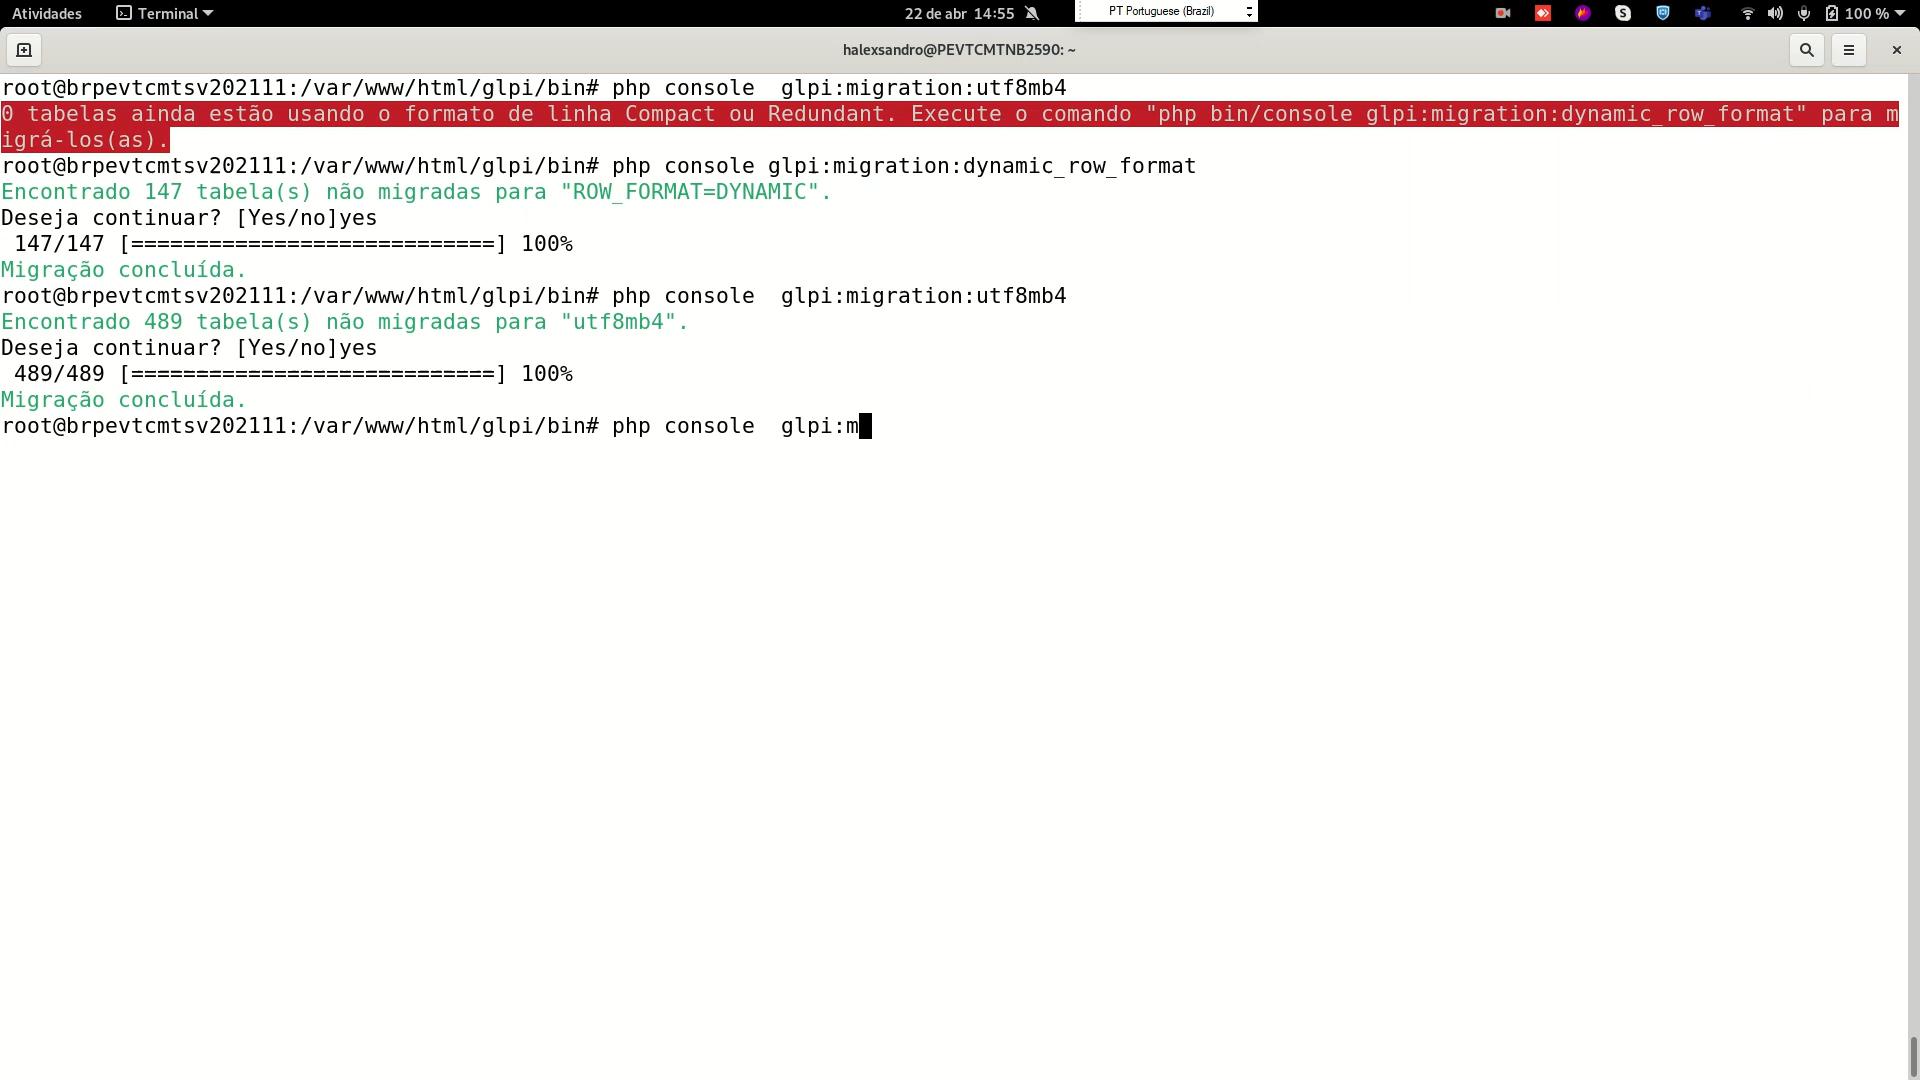 Atividades Terminal 22 de abr 14:55 PT Portuguese (Brazil) 100 %
halexsandro@PEVTCMTNB2590: ~
root@brpevtcmtsv202111:/var/www/html/glpi/bin# php console  glpi:migration:utf8mb4
0 tabelas ainda estão usando o formato de linha Compact ou Redundant. Execute o comando "php bin/console glpi:migration:dynamic_row_format" para m
igrá-los(as).
root@brpevtcmtsv202111:/var/www/html/glpi/bin# php console glpi:migration:dynamic_row_format
Encontrado 147 tabela(s) não migradas para "ROW_FORMAT=DYNAMIC".
Deseja continuar? [Yes/no]yes
 147/147 [============================] 100%
Migração concluída.
root@brpevtcmtsv202111:/var/www/html/glpi/bin# php console  glpi:migration:utf8mb4
Encontrado 489 tabela(s) não migradas para "utf8mb4".
Deseja continuar? [Yes/no]yes
 489/489 [============================] 100%
Migração concluída.
root@brpevtcmtsv202111:/var/www/html/glpi/bin# php console  glpi:m